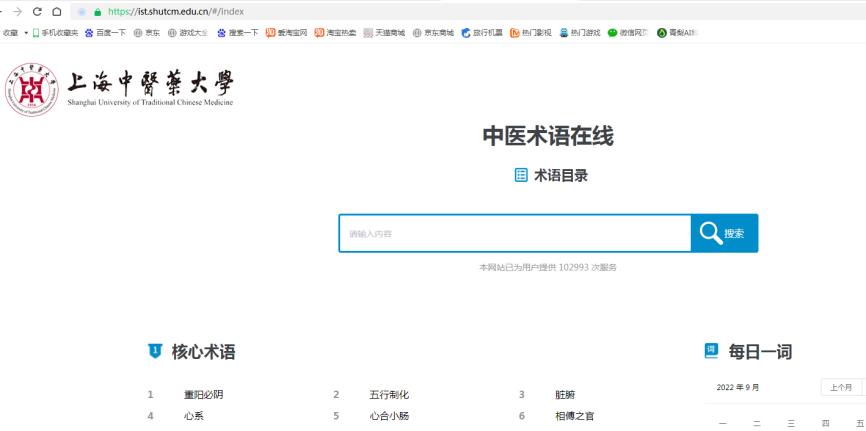 https://ist.shutcm.edu.cn/#/index
收藏 手机收藏夹 百度一下 京东 游戏大全 搜索一下 爱淘宝网 淘宝热卖 天猫商城 京东商城 旅行机票 热门影视 热门游戏 微信网页
上海中醫藥大學
Shanghai University of Traditional Chinese Medicine
中医术语在线
术语目录
请输入内容 搜索
本网站已为用户提供 102993 次服务
1 核心术语
词 每日一词
2022 年 9 月 上个月
1 重阳必阴 2 五行制化 3 脏腑
4 心系 5 心合小肠 6 相傅之官
一 二 三 四 五